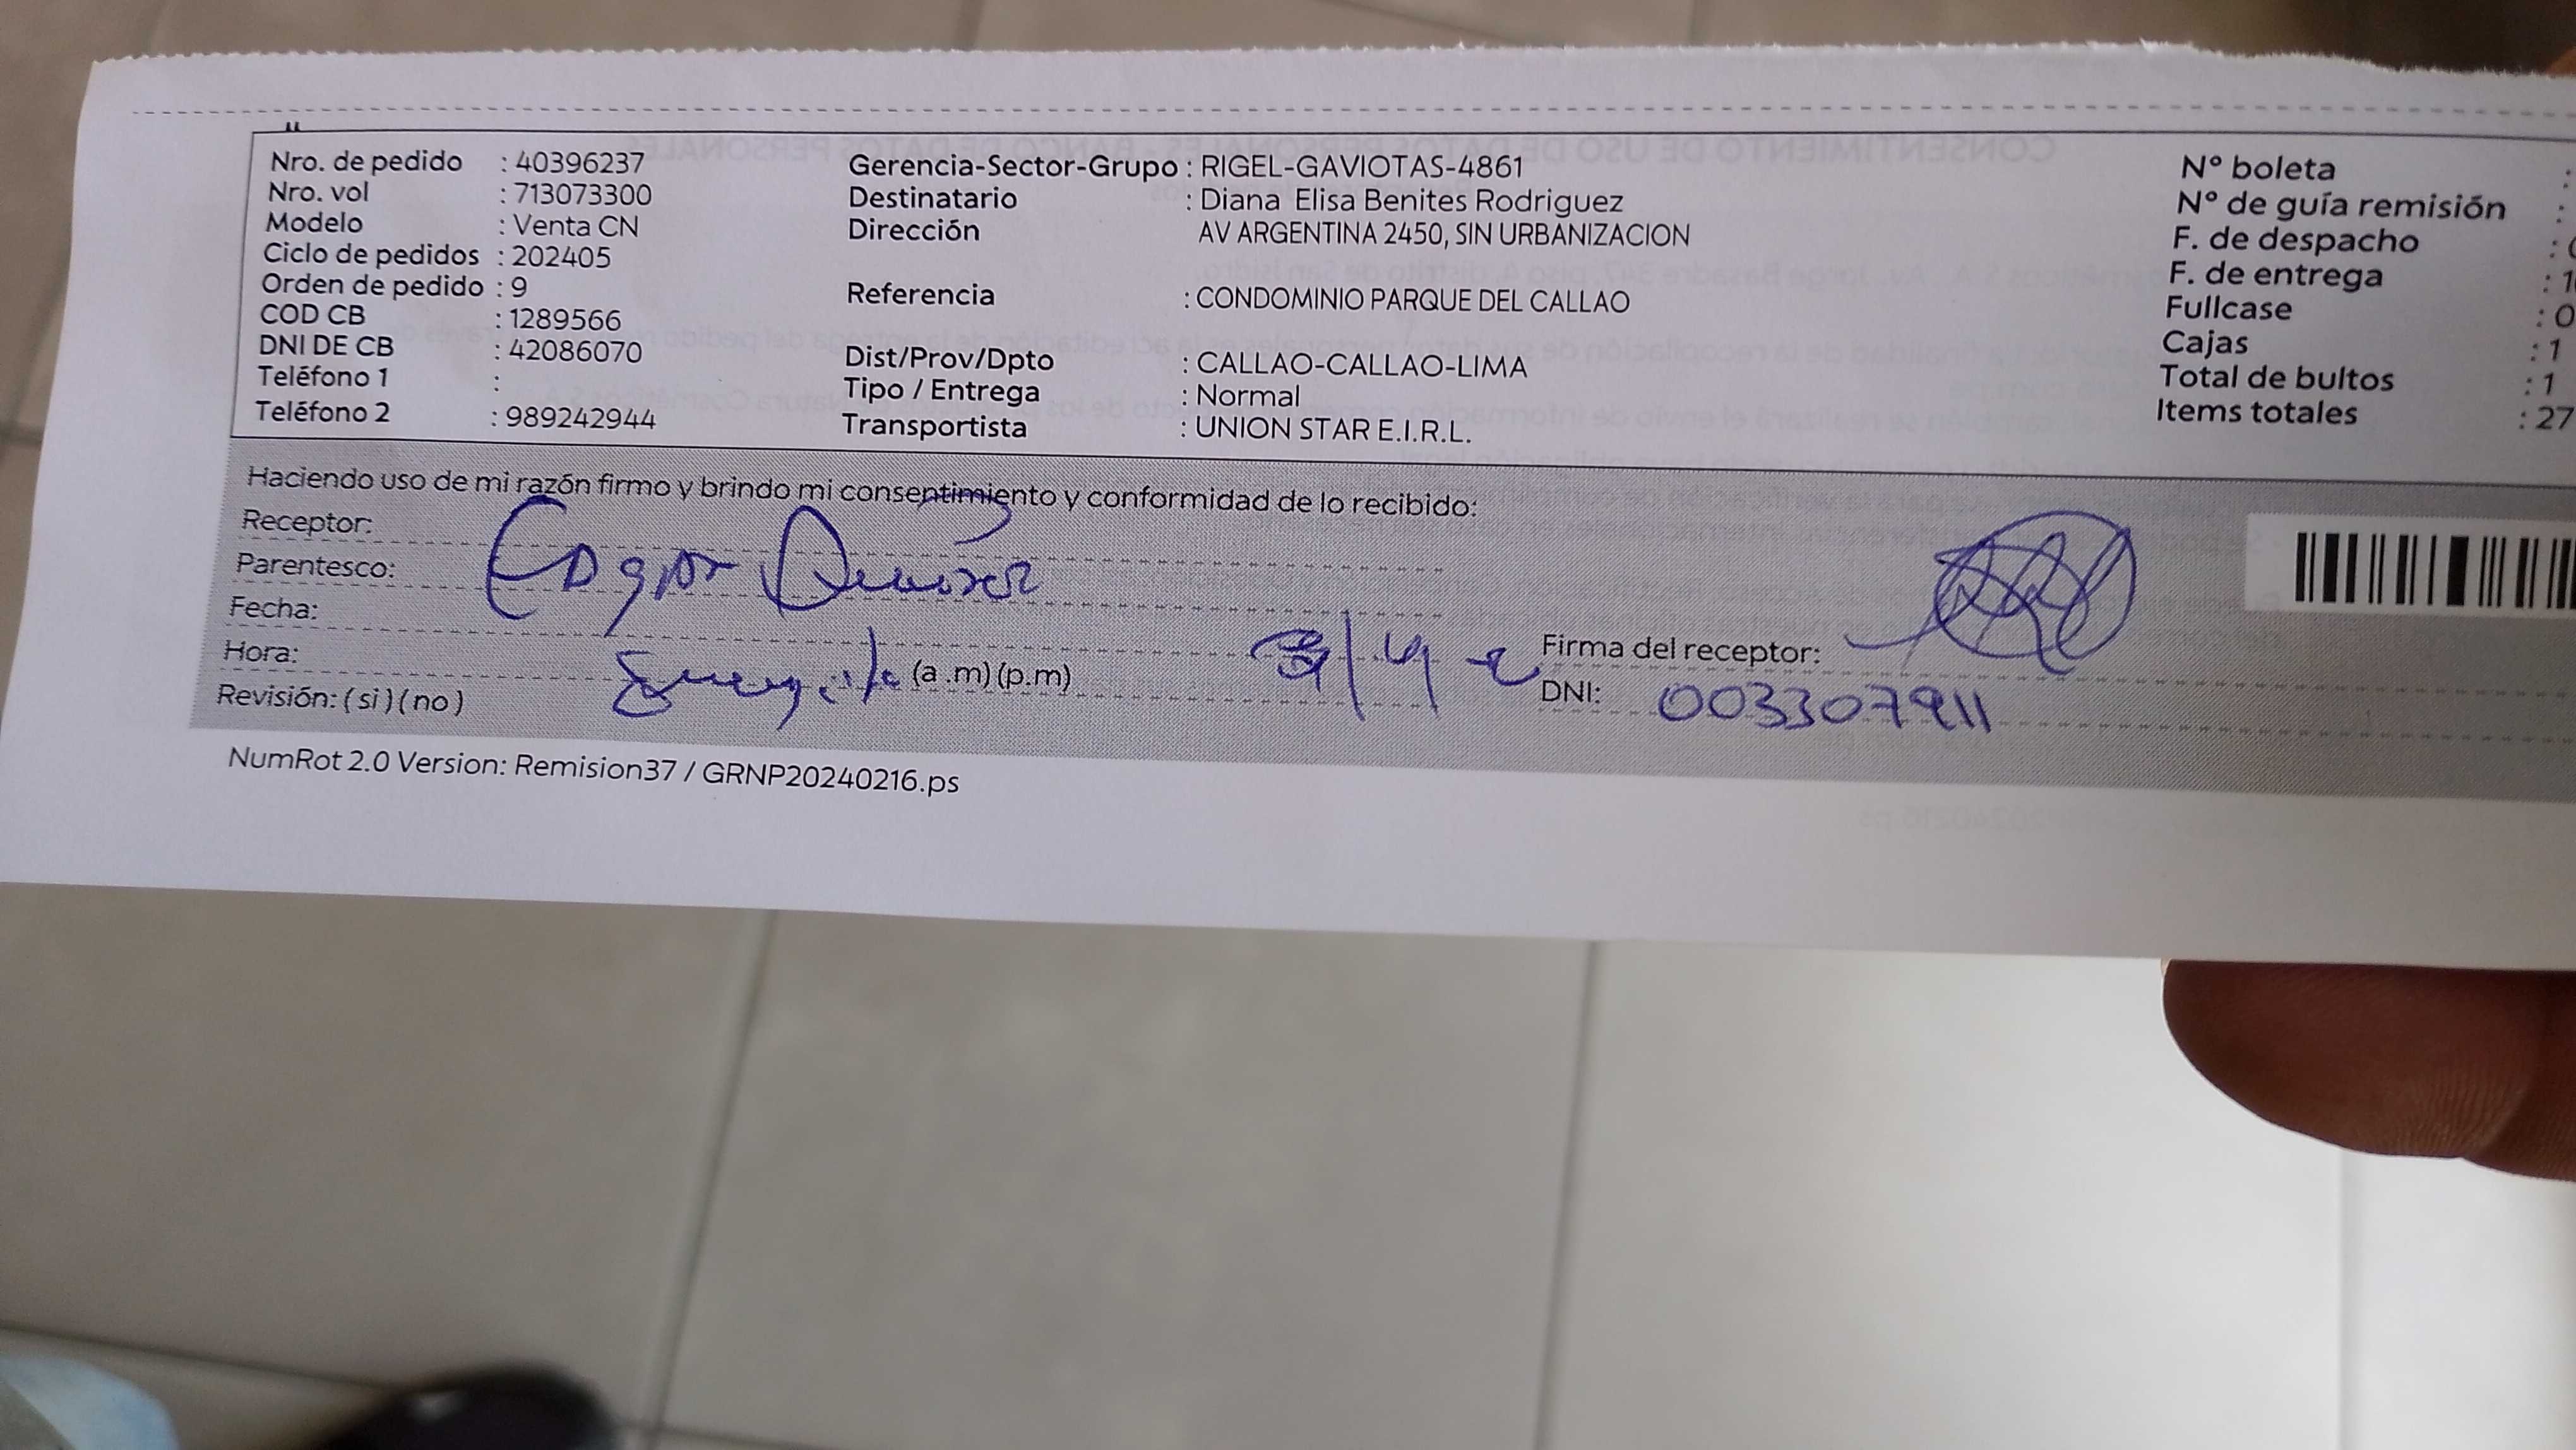 Nro. de pedido : 40396237
Nro. vol : 713073300
Modelo : Venta CN
Ciclo de pedidos : 202405
Orden de pedido : 9
COD CB : 1289566
DNI DE CB : 42086070
Teléfono 1 :
Teléfono 2 : 989242944
Gerencia-Sector-Grupo : RIGEL-GAVIOTAS-4861
Destinatario : Diana Elisa Benites Rodriguez
Dirección AV ARGENTINA 2450, SIN URBANIZACION
Referencia : CONDOMINIO PARQUE DEL CALLAO
Dist/Prov/Dpto : CALLAO-CALLAO-LIMA
Tipo / Entrega : Normal
Transportista : UNION STAR E.I.R.L.
N° boleta :
N° de guía remisión :
F. de despacho :
F. de entrega :
Fullcase : 0
Cajas : 1
Total de bultos : 1
Items totales : 27
Haciendo uso de mi razón firmo y brindo mi consentimiento y conformidad de lo recibido:
Receptor:
Parentesco: Edgar
Fecha:
Hora: (a .m) (p.m)
Revisión: ( si ) ( no )
Firma del receptor:
DNI: 003307911
NumRot 2.0 Version: Remision37 / GRNP20240216.ps